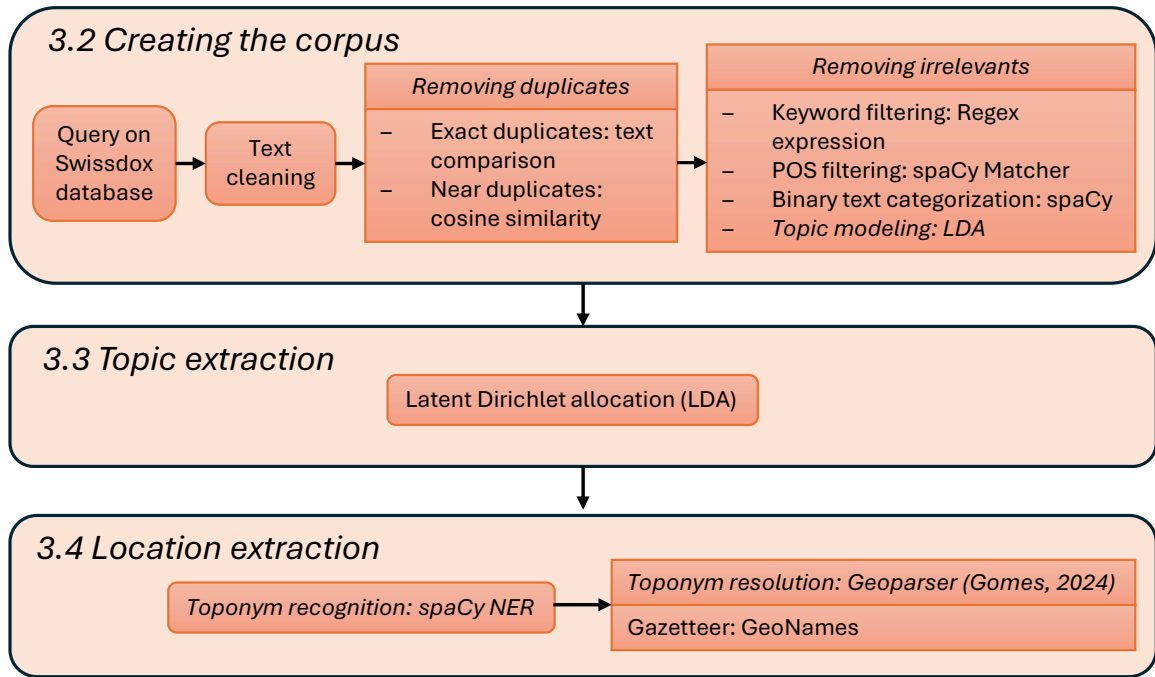 3.2 Creating the corpus
Query on
Swissdox
database
Text
cleaning
Removing duplicates
– Exact duplicates: text
comparison
– Near duplicates:
cosine similarity
Removing irrelevants
– Keyword filtering: Regex
expression
– POS filtering: spaCy Matcher
– Binary text categorization: spaCy
– Topic modeling: LDA
3.3 Topic extraction
Latent Dirichlet allocation (LDA)
3.4 Location extraction
Toponym recognition: spaCy NER
Toponym resolution: Geoparser (Gomes, 2024)
Gazetteer: GeoNames